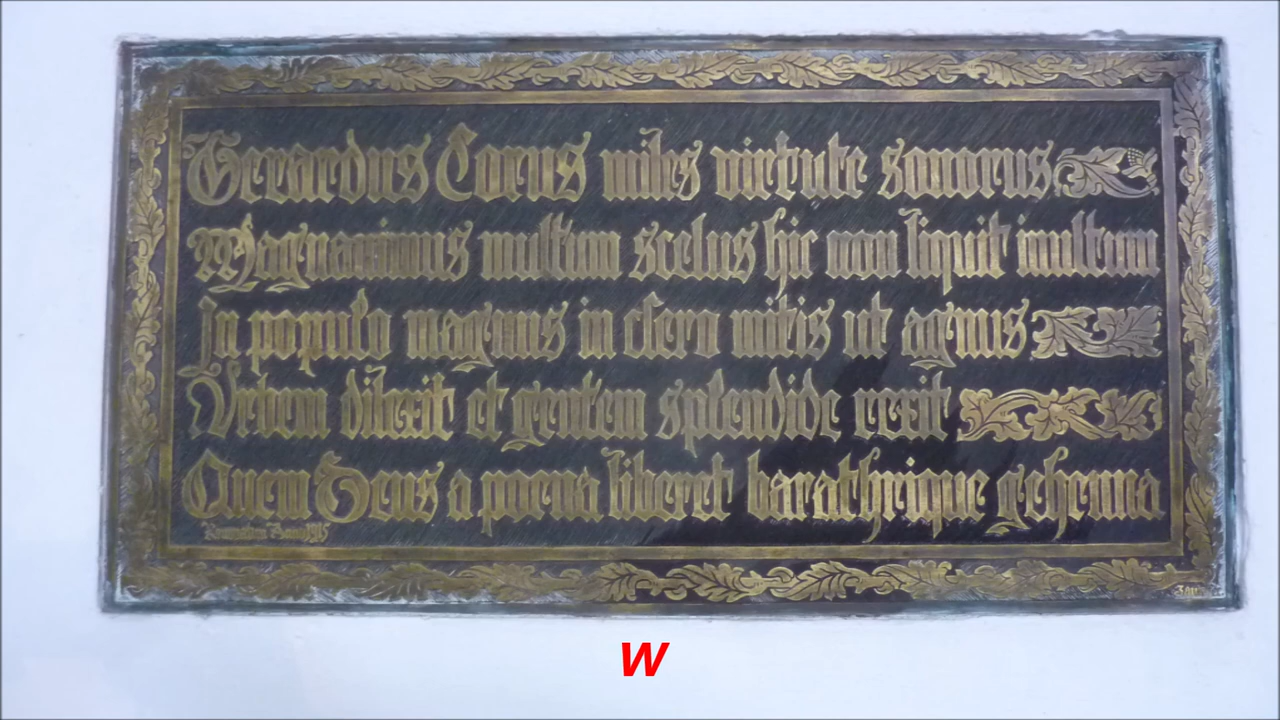 Gerardus Corus miles virtute sonorus
Magnanimus multum scelus hic non liquit inultum
In populo magnus in clero mitis ut agnus
Urbem dilexit et gentem splendide rexit
Quem Deus a poena liberet barathrique gehenna
W